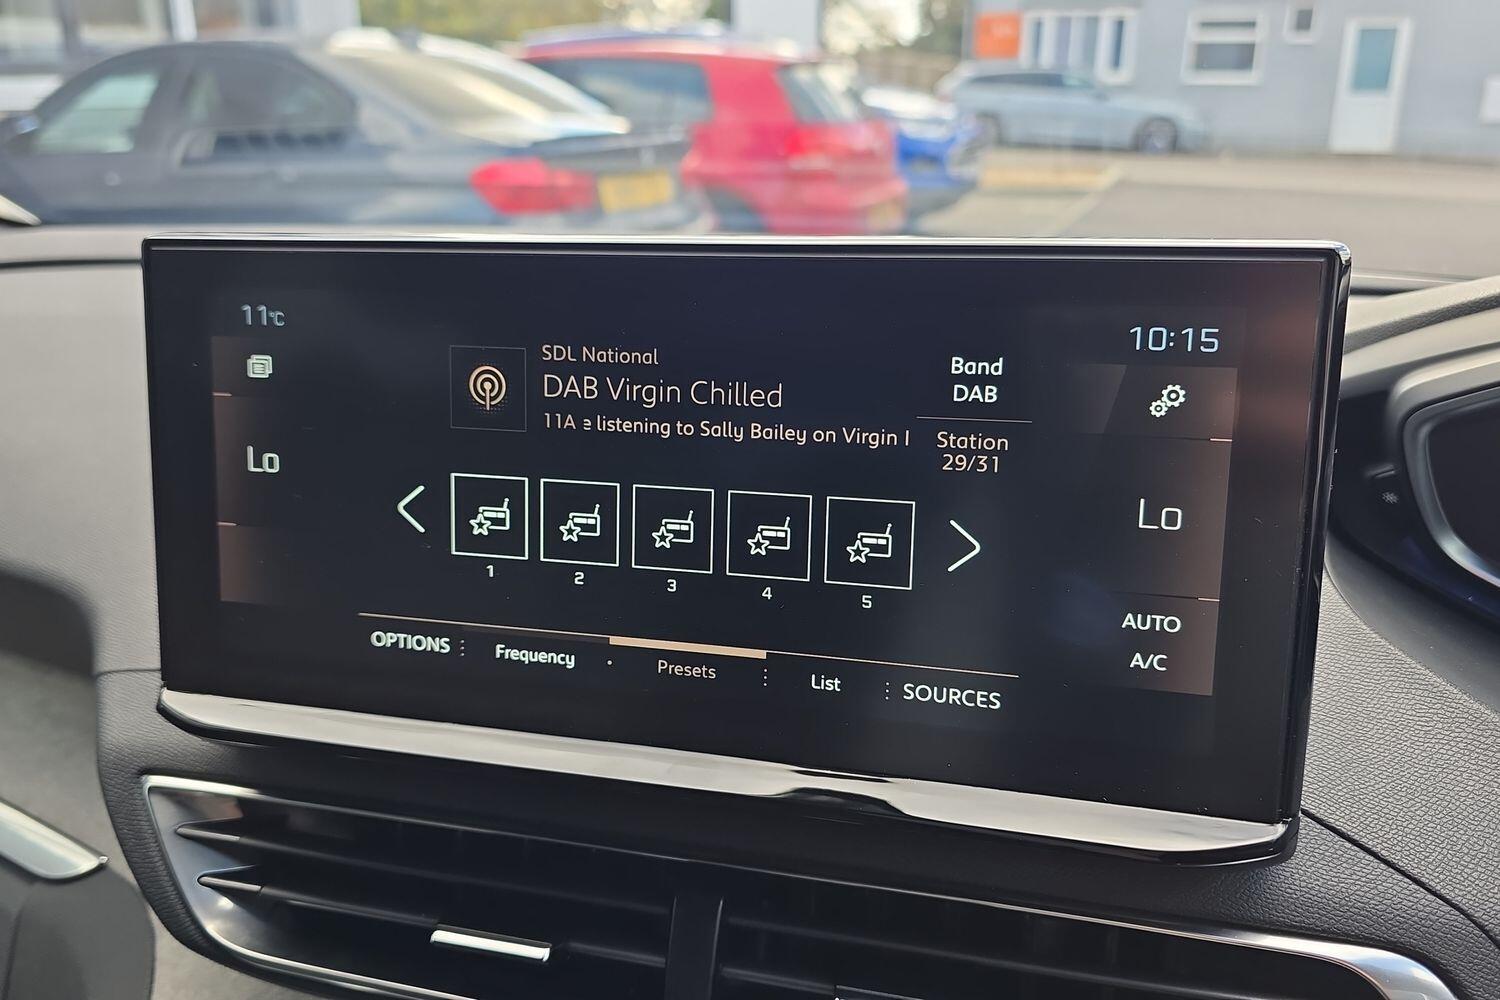 11°C
10:15
SDL National
DAB Virgin Chilled
11A e listening to Sally Bailey on Virgin
Band
DAB
Station
29/31
Lo
Lo
1
2
3
4
5
AUTO
A/C
OPTIONS
Frequency
Presets
List
SOURCES